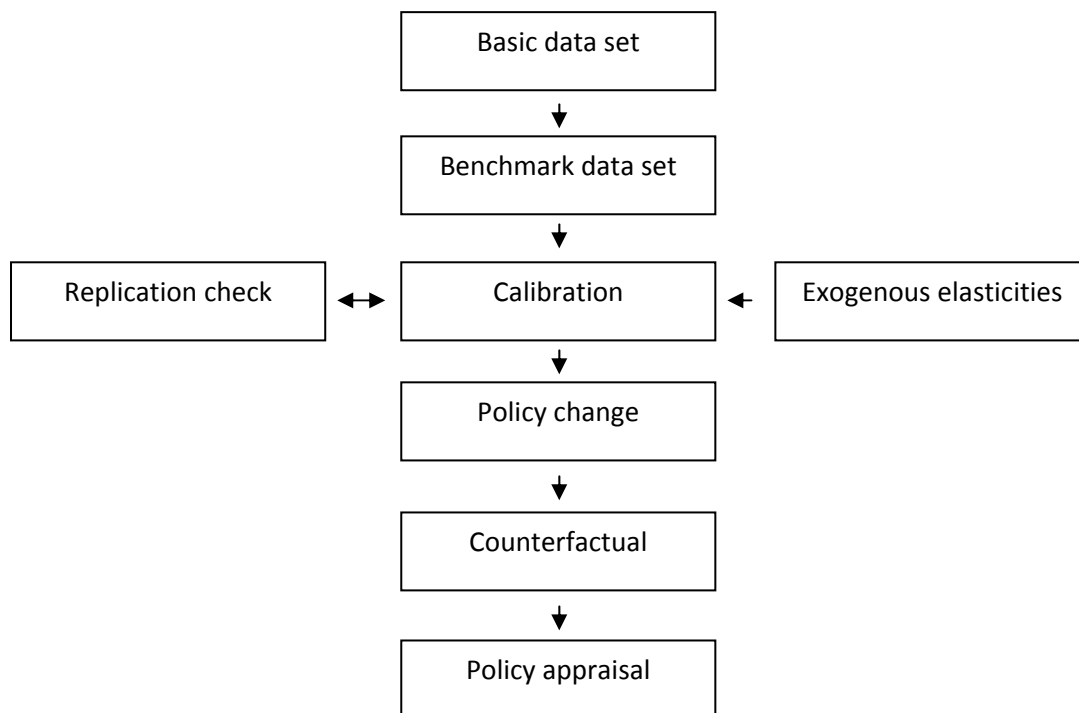 Basic data set
Benchmark data set
Replication check
Calibration
Exogenous elasticities
Policy change
Counterfactual
Policy appraisal